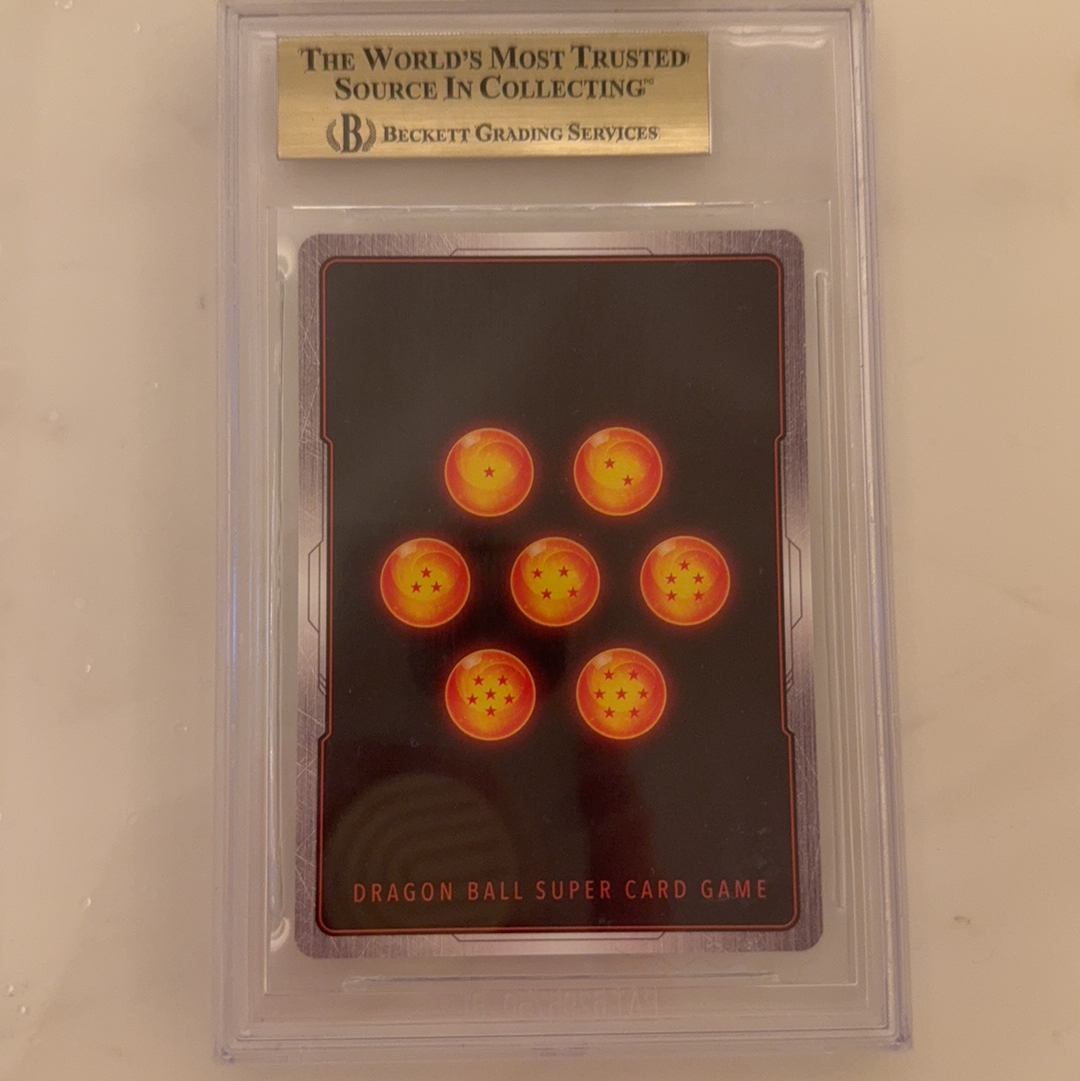 THE WORLD'S MOST TRUSTED
SOURCE IN COLLECTING
B BECKETT GRADING SERVICES
DRAGON BALL SUPER CARD GAME